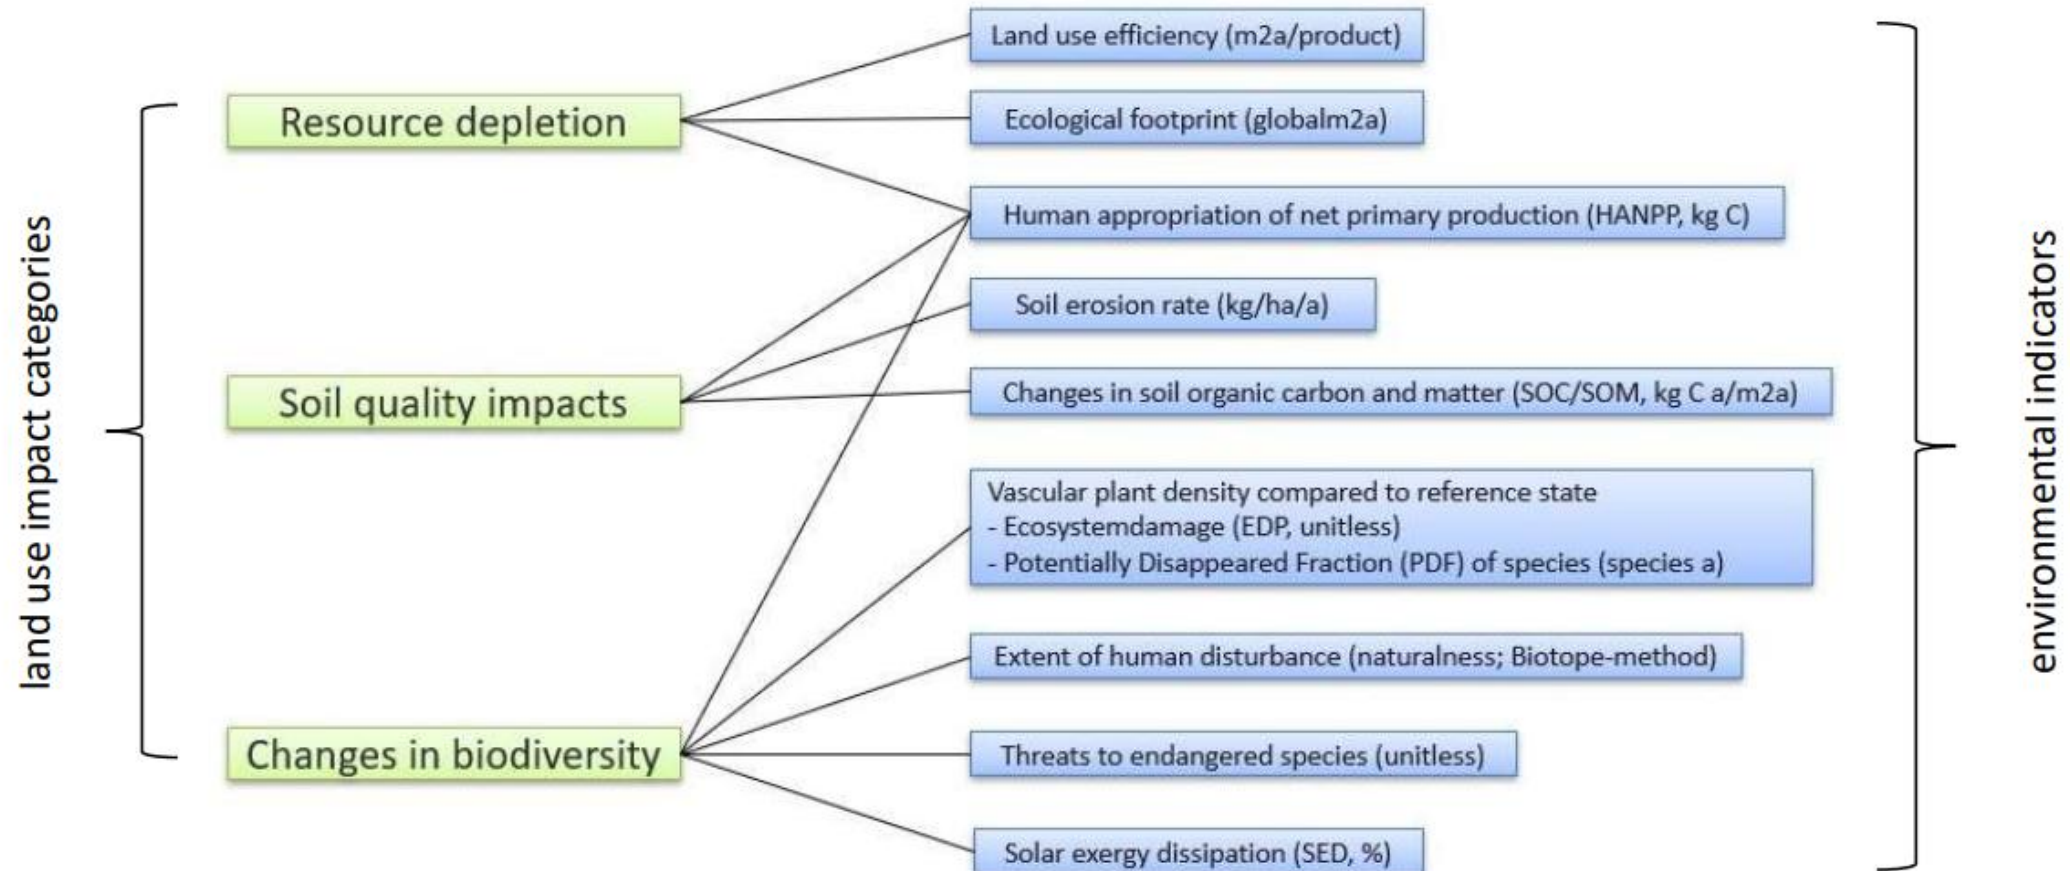 land use impact categories
Resource depletion
Soil quality impacts
Changes in biodiversity
Land use efficiency (m2a/product)
Ecological footprint (globalm2a)
Human appropriation of net primary production (HANPP, kg C)
Soil erosion rate (kg/ha/a)
Changes in soil organic carbon and matter (SOC/SOM, kg C a/m2a)
Vascular plant density compared to reference state
- Ecosystemdamage (EDP, unitless)
- Potentially Disappeared Fraction (PDF) of species (species a)
Extent of human disturbance (naturalness; Biotope-method)
Threats to endangered species (unitless)
Solar exergy dissipation (SED, %)
environmental indicators